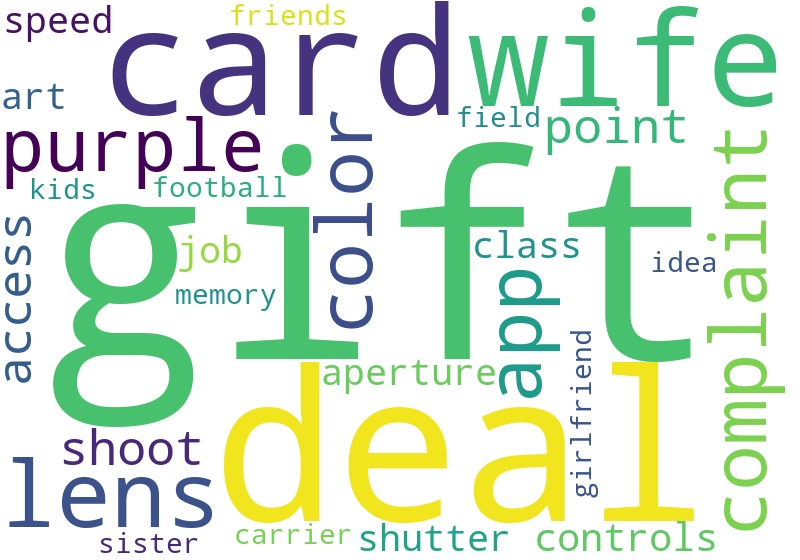 speed
friends
card
wife
art
purple
field
point
kids
football
color
complaint
gift
access
job
class
idea
memory
app
aperture
girlfriend
shoot
deal
lens
sister
carrier
shutter
controls